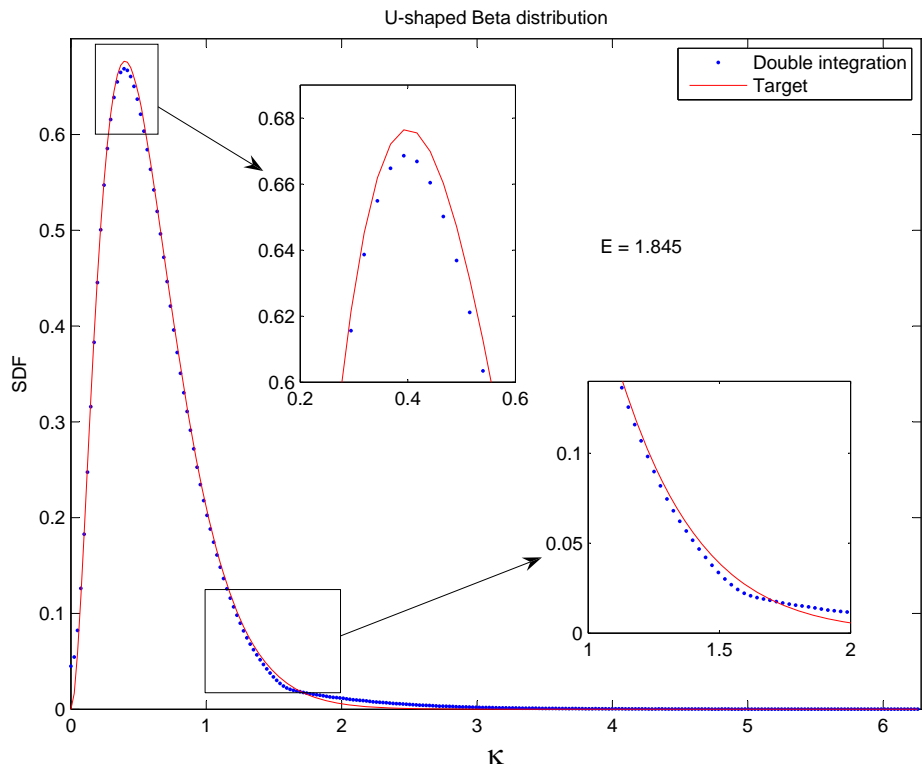 U-shaped Beta distribution
Double integration
Target
SDF
0.6
0.5
0.4
0.3
0.2
0.1
0
0 1 2 3 4 5 6
κ
0.68
0.66
0.64
0.62
0.6
0.2 0.4 0.6
E = 1.845
0.1
0.05
0
1 1.5 2